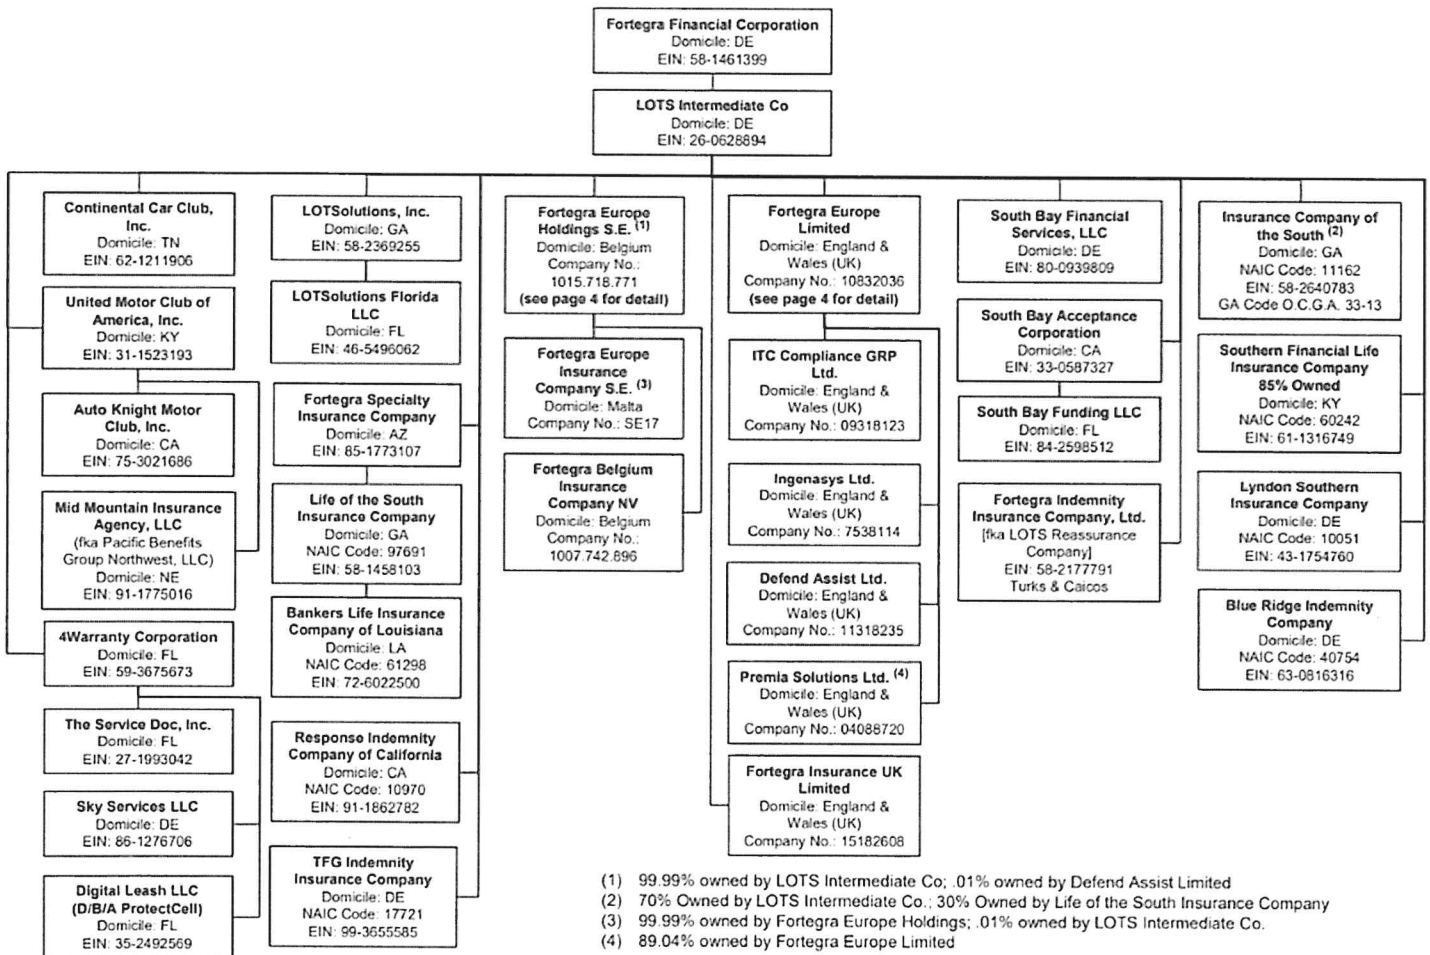 Fortegra Financial Corporation
Domicile: DE
EIN: 58-1461399
LOTS Intermediate Co
Domicile: DE
EIN: 26-0628894
Continental Car Club,
Inc.
Domicile: TN
EIN: 62-1211906
United Motor Club of
America, Inc.
Domicile: KY
EIN: 31-1523193
Auto Knight Motor
Club, Inc.
Domicile: CA
EIN: 75-3021686
Mid Mountain Insurance
Agency, LLC
(fka Pacific Benefits
Group Northwest, LLC)
Domicile: NE
EIN: 91-1775016
4Warranty Corporation
Domicile: FL
EIN: 59-3675673
The Service Doc, Inc.
Domicile: FL
EIN: 27-1993042
Sky Services LLC
Domicile: DE
EIN: 86-1276706
Digital Leash LLC
(D/B/A ProtectCell)
Domicile: FL
EIN: 35-2492569
LOTSolutions, Inc.
Domicile: GA
EIN: 58-2369255
LOTSolutions Florida
LLC
Domicile: FL
EIN: 46-5496062
Fortegra Specialty
Insurance Company
Domicile: AZ
EIN: 85-1773107
Life of the South
Insurance Company
Domicile: GA
NAIC Code: 97691
EIN: 58-1458103
Bankers Life Insurance
Company of Louisiana
Domicile: LA
NAIC Code: 61298
EIN: 72-6022500
Response Indemnity
Company of California
Domicile: CA
NAIC Code: 10970
EIN: 91-1862782
TFG Indemnity
Insurance Company
Domicile: DE
NAIC Code: 17721
EIN: 99-3655585
Fortegra Europe
Holdings S.E. (1)
Domicile: Belgium
Company No.:
1015.718.771
(see page 4 for detail)
Fortegra Europe
Insurance
Company S.E. (3)
Domicile: Malta
Company No.: SE17
Fortegra Belgium
Insurance
Company NV
Domicile: Belgium
Company No.:
1007.742.896
Fortegra Europe
Limited
Domicile: England &
Wales (UK)
Company No.: 10832036
(see page 4 for detail)
ITC Compliance GRP
Ltd.
Domicile: England &
Wales (UK)
Company No.: 09318123
Ingenasys Ltd.
Domicile: England &
Wales (UK)
Company No.: 7538114
Defend Assist Ltd.
Domicile: England &
Wales (UK)
Company No.: 11318235
Premia Solutions Ltd. (4)
Domicile: England &
Wales (UK)
Company No.: 04088720
Fortegra Insurance UK
Limited
Domicile: England &
Wales (UK)
Company No.: 15182608
South Bay Financial
Services, LLC
Domicile: DE
EIN: 80-0939809
South Bay Acceptance
Corporation
Domicile: CA
EIN: 33-0587327
South Bay Funding LLC
Domicile: FL
EIN: 84-2598512
Fortegra Indemnity
Insurance Company, Ltd.
[fka LOTS Reassurance
Company]
EIN: 58-2177791
Turks & Caicos
Insurance Company of
the South (2)
Domicile: GA
NAIC Code: 11162
EIN: 58-2640783
GA Code O.C.G.A. 33-13
Southern Financial Life
Insurance Company
85% Owned
Domicile: KY
NAIC Code: 60242
EIN: 61-1316749
Lyndon Southern
Insurance Company
Domicile: DE
NAIC Code: 10051
EIN: 43-1754760
Blue Ridge Indemnity
Company
Domicile: DE
NAIC Code: 40754
EIN: 63-0816316
(1) 99.99% owned by LOTS Intermediate Co; .01% owned by Defend Assist Limited
(2) 70% Owned by LOTS Intermediate Co.; 30% Owned by Life of the South Insurance Company
(3) 99.99% owned by Fortegra Europe Holdings; .01% owned by LOTS Intermediate Co.
(4) 89.04% owned by Fortegra Europe Limited